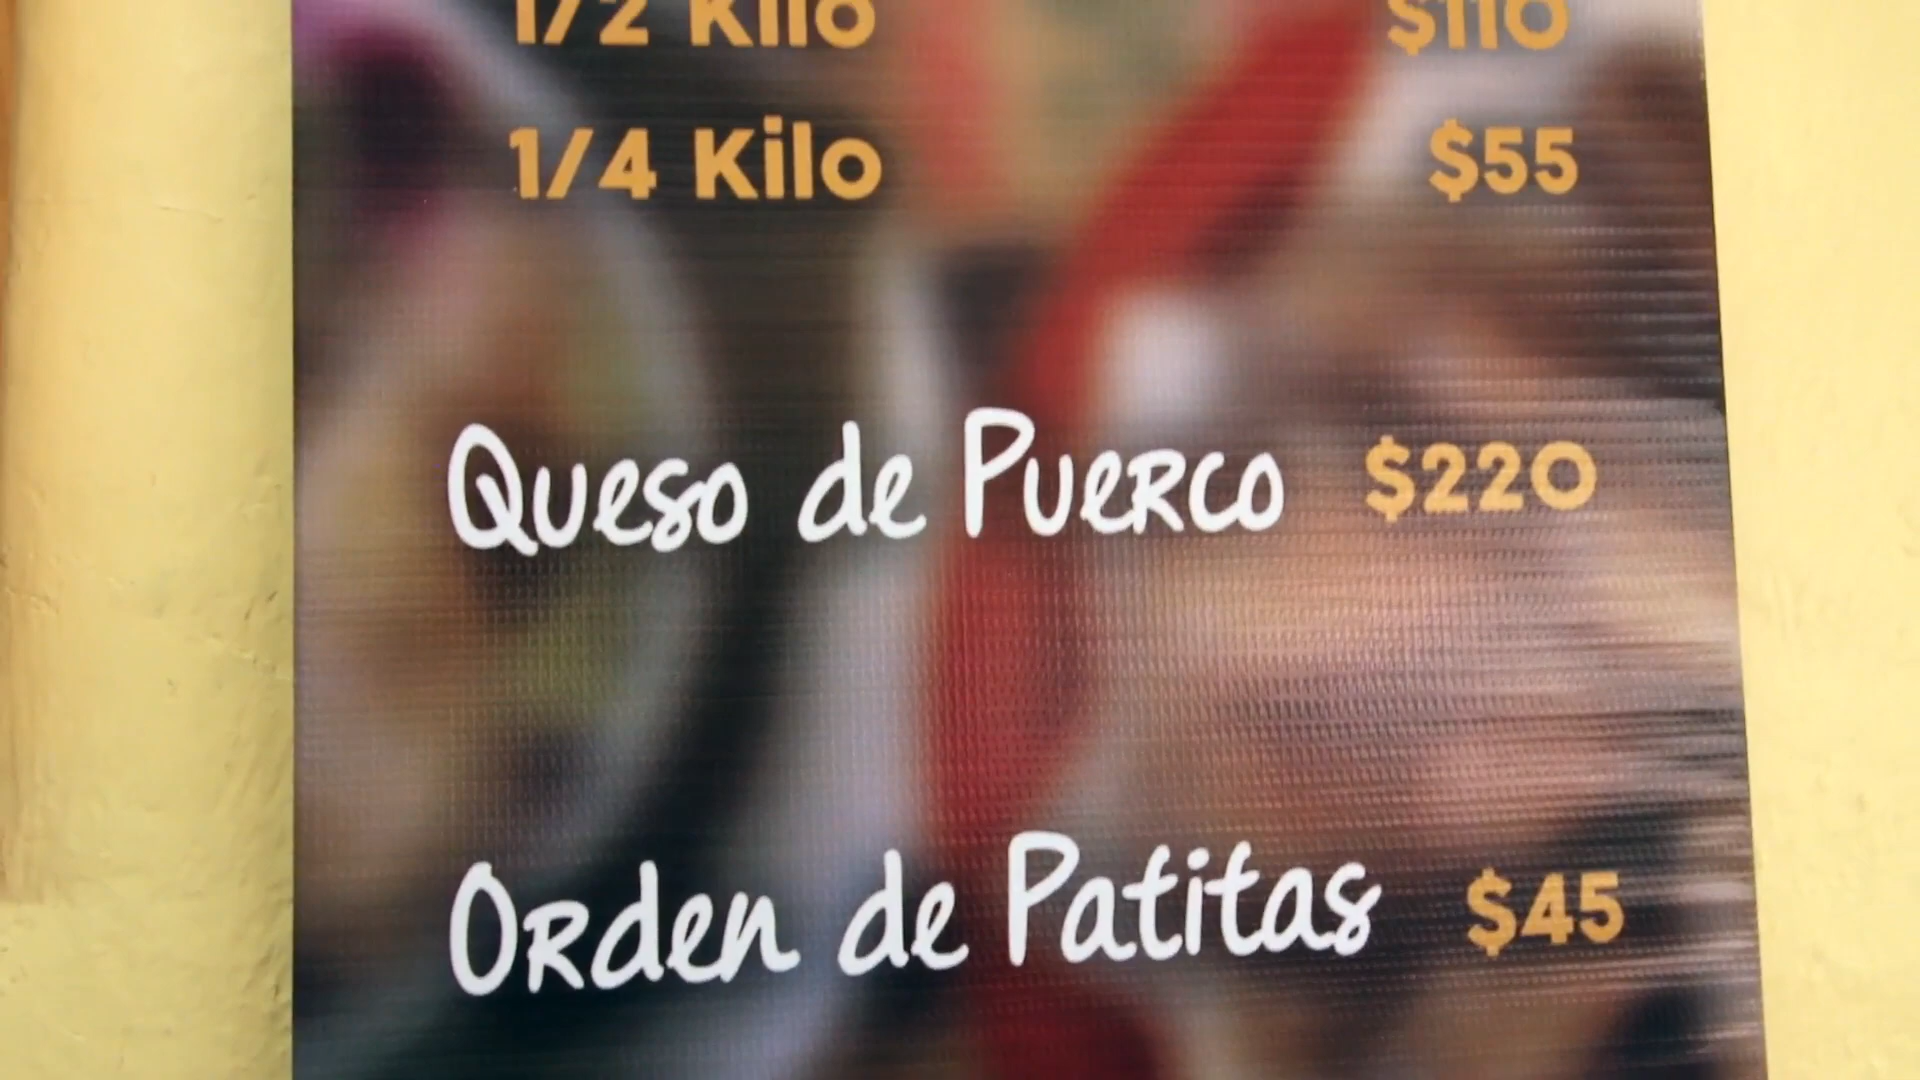 1/2 Kilo $110
1/4 Kilo $55
Queso de Puerco $220
Orden de Patitas $45